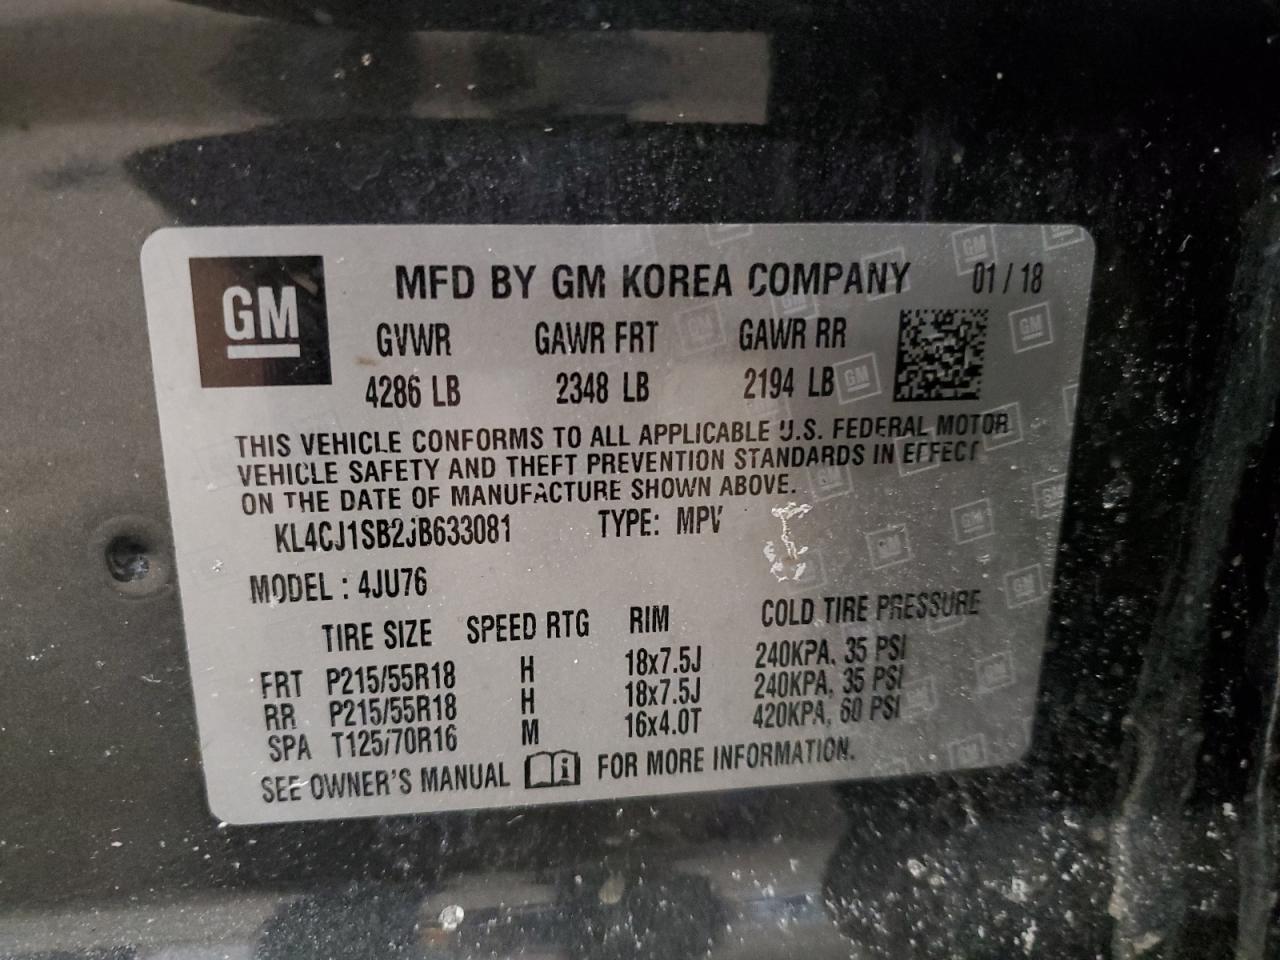 GM
MFD BY GM KOREA COMPANY 01 / 18
GVWR GAWR FRT GAWR RR
4286 LB 2348 LB 2194 LB
THIS VEHICLE CONFORMS TO ALL APPLICABLE U.S. FEDERAL MOTOR
VEHICLE SAFETY AND THEFT PREVENTION STANDARDS IN EFFECT
ON THE DATE OF MANUFACTURE SHOWN ABOVE.
KL4CJ1SB2JB633081 TYPE: MPV
MODEL : 4JU76
TIRE SIZE SPEED RTG RIM COLD TIRE PRESSURE
FRT P215/55R18 H 18x7.5J 240KPA, 35 PSI
RR P215/55R18 H 18x7.5J 240KPA, 35 PSI
SPA T125/70R16 M 16x4.0T 420KPA, 60 PSI
SEE OWNER'S MANUAL i FOR MORE INFORMATION.